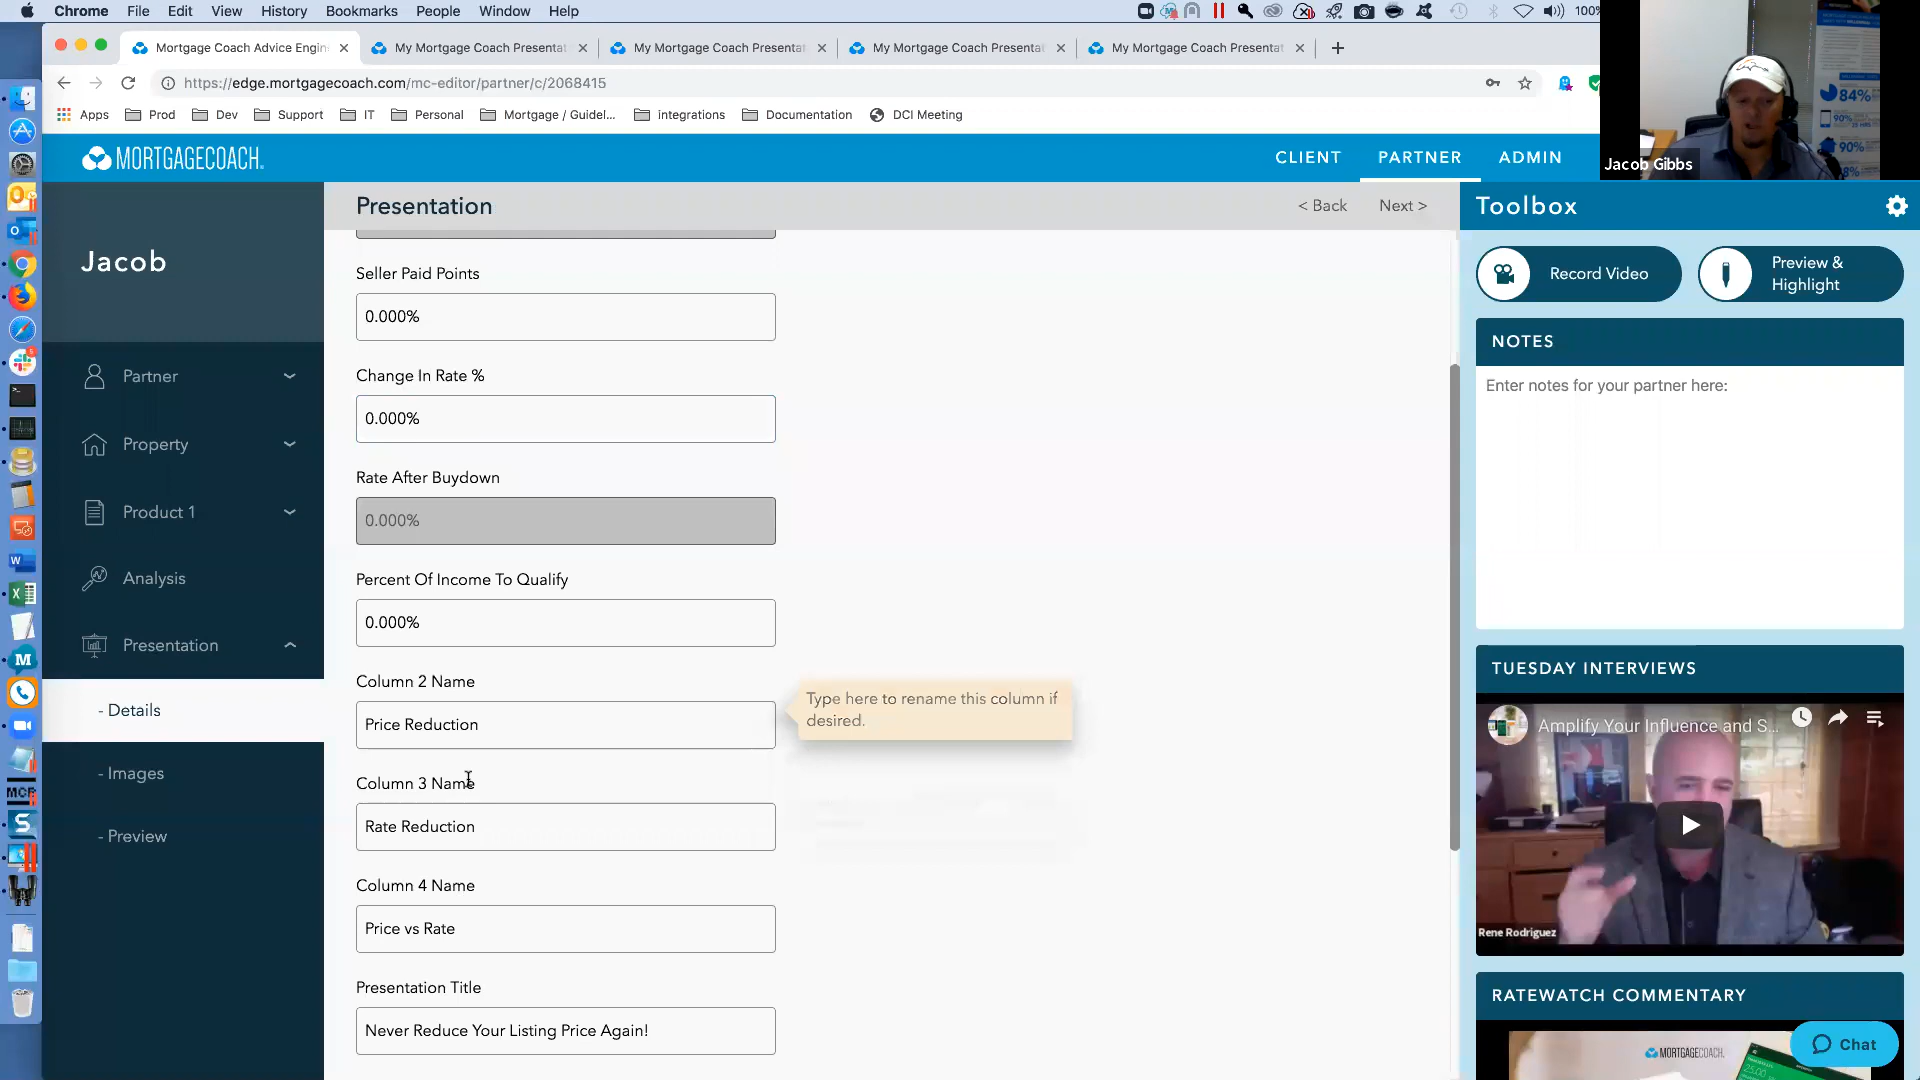 Chrome File Edit View History Bookmarks People Window Help 100%
Mortgage Coach Advice Engin My Mortgage Coach Presentat My Mortgage Coach Presentat My Mortgage Coach Presentat My Mortgage Coach Presentat
https://edge.mortgagecoach.com/mc-editor/partner/c/2068415
Apps Prod Dev Support IT Personal Mortgage / Guidel... integrations Documentation DCI Meeting
84%
90%
90%
Jacob Gibbs
MORTGAGECOACH
CLIENT PARTNER ADMIN
Jacob
Partner
Property
Product 1
Analysis
Presentation
- Details
- Images
- Preview
Presentation
< Back Next >
Seller Paid Points
0.000%
Change In Rate %
0.000%
Rate After Buydown
0.000%
Percent Of Income To Qualify
0.000%
Column 2 Name
Price Reduction
Type here to rename this column if
desired.
Column 3 Name
Rate Reduction
Column 4 Name
Price vs Rate
Presentation Title
Never Reduce Your Listing Price Again!
Toolbox
Record Video
Preview &
Highlight
NOTES
Enter notes for your partner here:
TUESDAY INTERVIEWS
Amplify Your Influence and S...
Rene Rodriguez
RATEWATCH COMMENTARY
MORTGAGECOACH
Chat